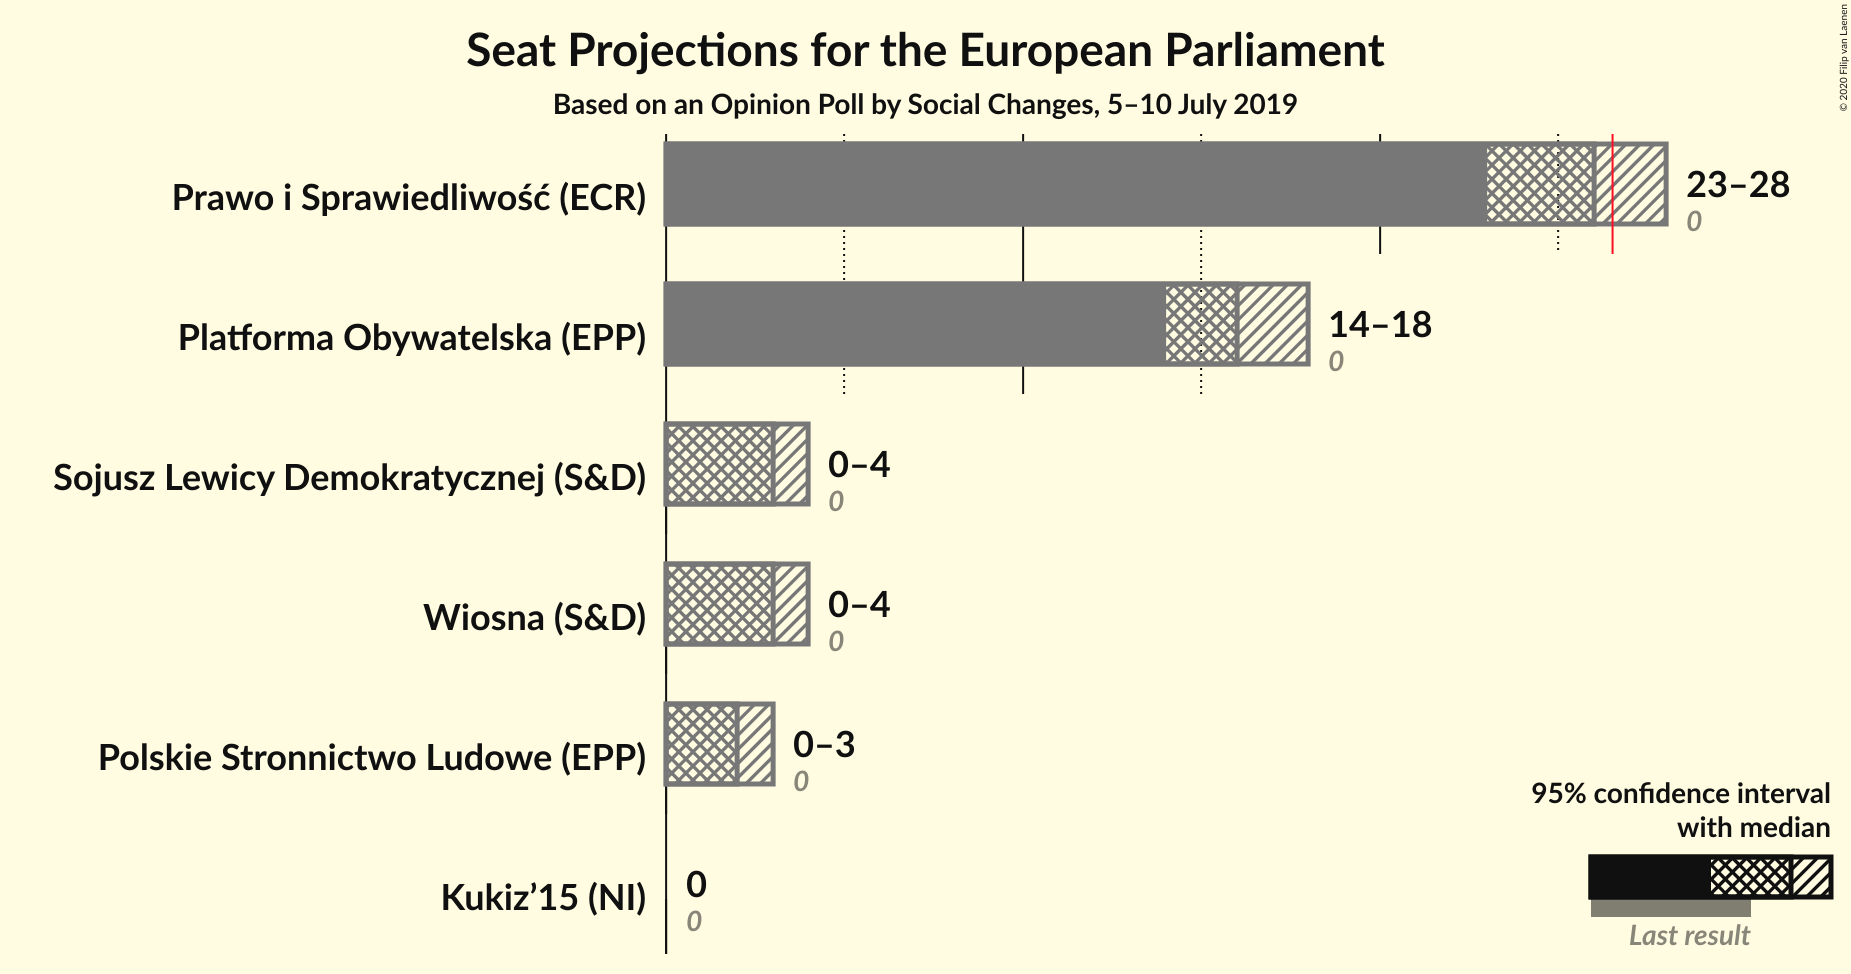 Seat Projections for the European Parliament
Based on an Opinion Poll by Social Changes, 5–10 July 2019
© 2020 Filip van Laenen
Prawo i Sprawiedliwość (ECR)
23–28
0
Platforma Obywatelska (EPP)
14–18
0
Sojusz Lewicy Demokratycznej (S&D)
0–4
0
Wiosna (S&D)
0–4
0
Polskie Stronnictwo Ludowe (EPP)
0–3
0
Kukiz’15 (NI)
0
0
95% confidence interval
with median
Last result